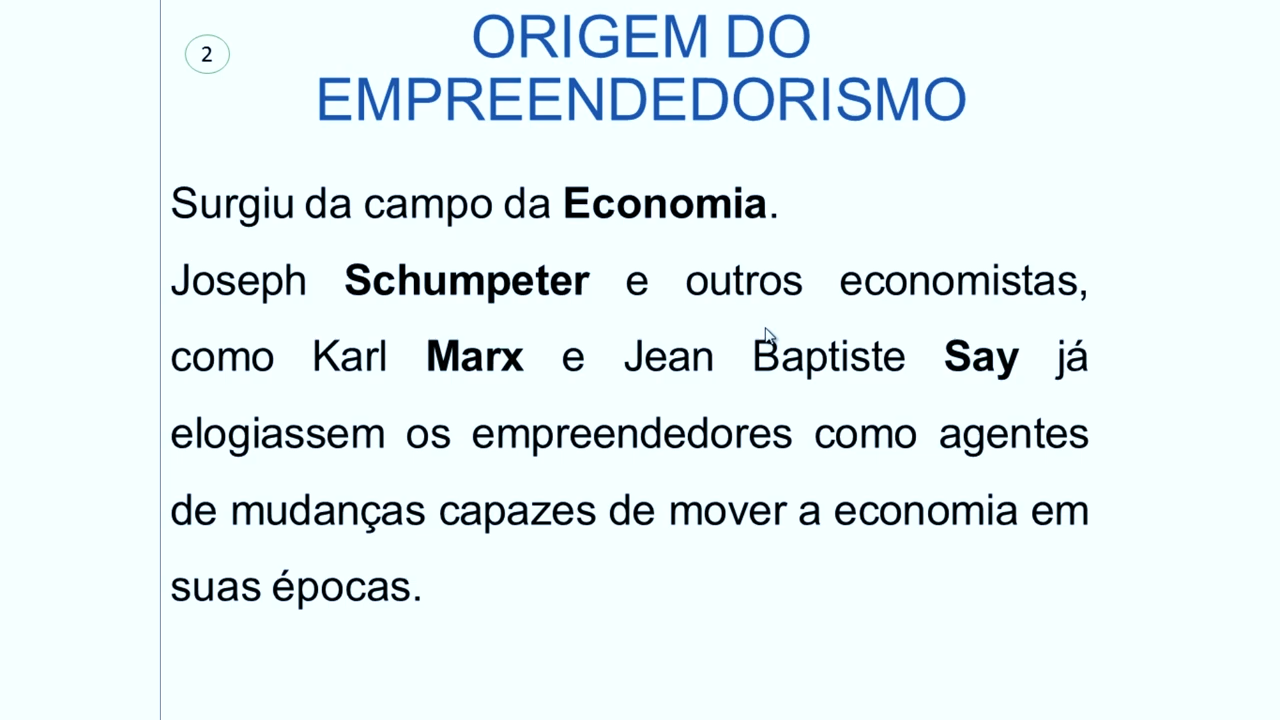 2
ORIGEM DO
EMPREENDEDORISMO
Surgiu da campo da Economia.
Joseph Schumpeter e outros economistas,
como Karl Marx e Jean Baptiste Say já
elogiassem os empreendedores como agentes
de mudanças capazes de mover a economia em
suas épocas.